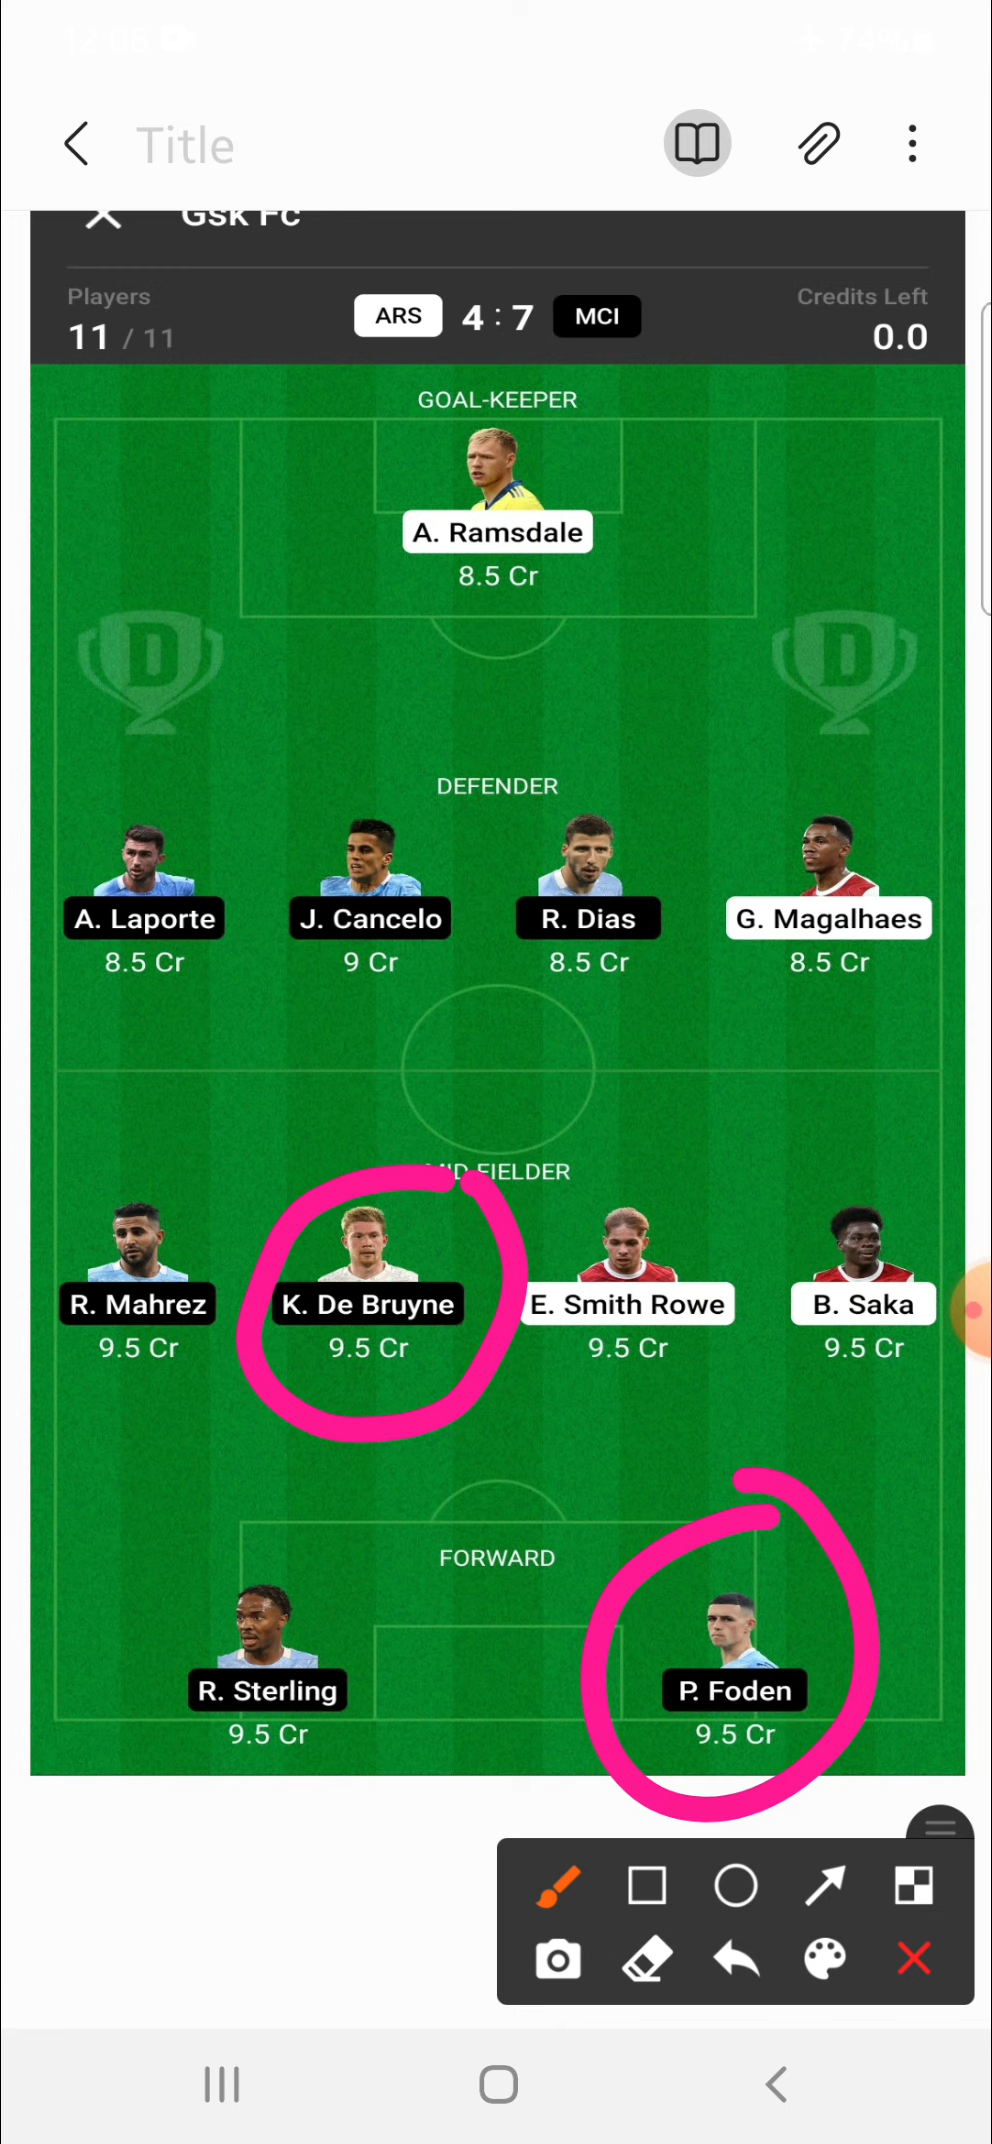 Title
Gsk Fc
Players
11 / 11
ARS 4 : 7 MCI
Credits Left
0.0
GOAL-KEEPER
A. Ramsdale
8.5 Cr
D D
DEFENDER
A. Laporte J. Cancelo R. Dias G. Magalhaes
8.5 Cr 9 Cr 8.5 Cr 8.5 Cr
MID FIELDER
R. Mahrez K. De Bruyne E. Smith Rowe B. Saka
9.5 Cr 9.5 Cr 9.5 Cr 9.5 Cr
FORWARD
R. Sterling P. Foden
9.5 Cr 9.5 Cr